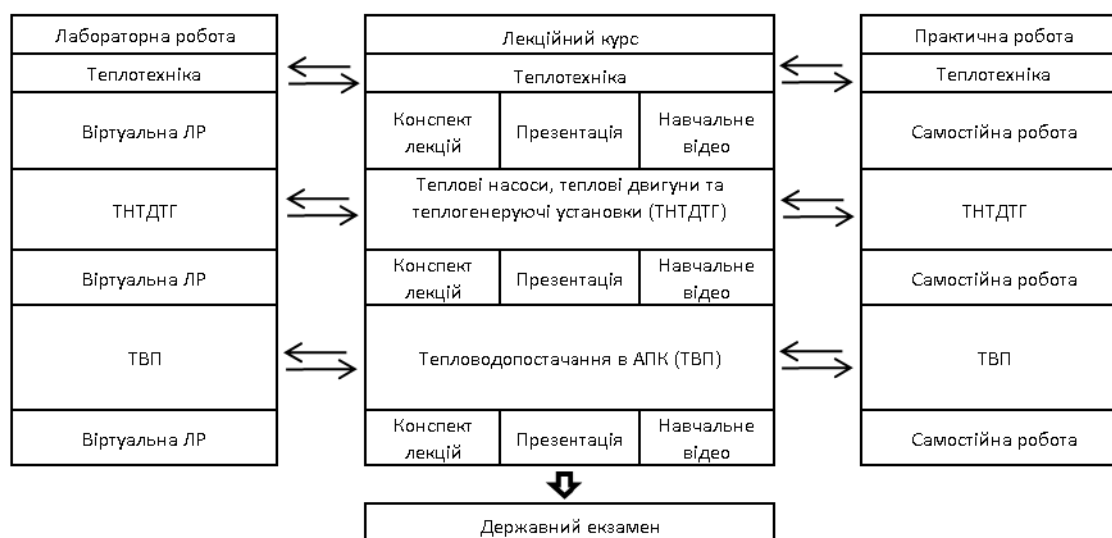 Лабораторна робота
Теплотехніка
Віртуальна ЛР
ТНТДТГ
Віртуальна ЛР
ТВП
Віртуальна ЛР
Лекційний курс
Теплотехніка
Конспект
лекцій
Презентація
Навчальне
відео
Теплові насоси, теплові двигуни та
теплогенеруючі установки (ТНТДТГ)
Конспект
лекцій
Презентація
Навчальне
відео
Тепловодопостачання в АПК (ТВП)
Конспект
лекцій
Презентація
Навчальне
відео
Державний екзамен
Практична робота
Теплотехніка
Самостійна робота
ТНТДТГ
Самостійна робота
ТВП
Самостійна робота